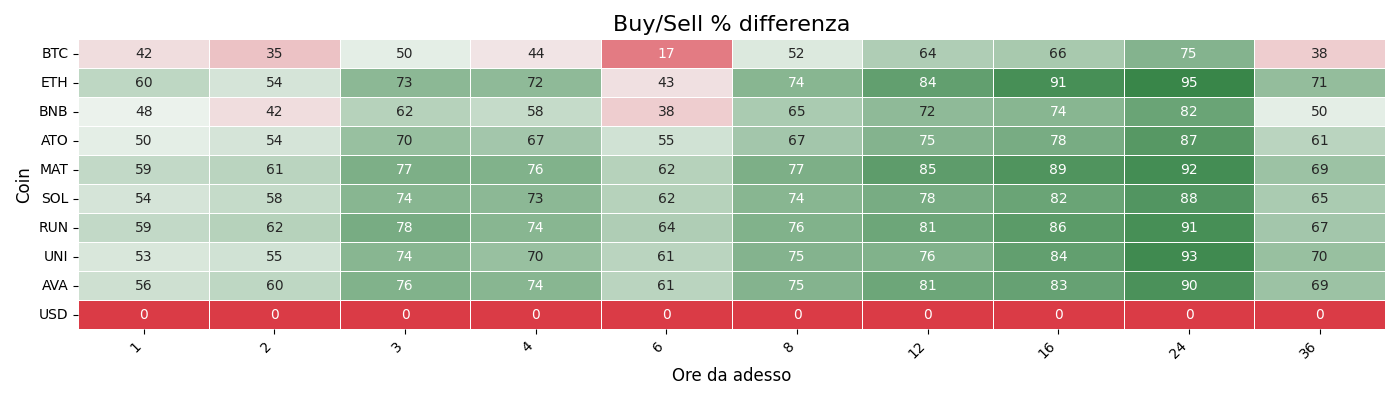 Buy/Sell % differenza
Coin
BTC 42 35 50 44 17 52 64 66 75 38
ETH 60 54 73 72 43 74 84 91 95 71
BNB 48 42 62 58 38 65 72 74 82 50
ATO 50 54 70 67 55 67 75 78 87 61
MAT 59 61 77 76 62 77 85 89 92 69
SOL 54 58 74 73 62 74 78 82 88 65
RUN 59 62 78 74 64 76 81 86 91 67
UNI 53 55 74 70 61 75 76 84 93 70
AVA 56 60 76 74 61 75 81 83 90 69
USD 0 0 0 0 0 0 0 0 0 0
1 2 3 4 6 8 12 16 24 36
Ore da adesso